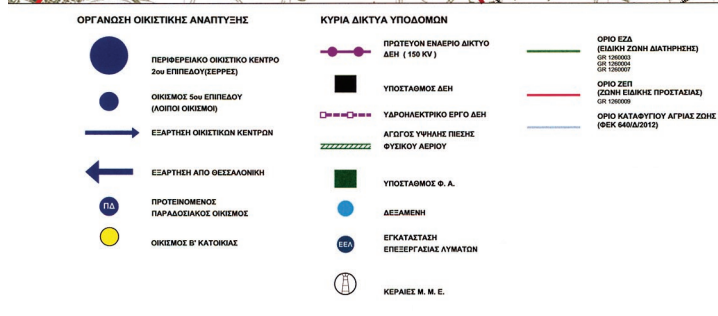 ΟΡΓΑΝΩΣΗ ΟΙΚΙΣΤΙΚΗΣ ΑΝΑΠΤΥΞΗΣ
ΠΕΡΙΦΕΡΕΙΑΚΟ ΟΙΚΙΣΤΙΚΟ ΚΕΝΤΡΟ
2ου ΕΠΙΠΕΔΟΥ(ΣΕΡΡΕΣ)
ΟΙΚΙΣΜΟΣ 5ου ΕΠΙΠΕΔΟΥ
(ΛΟΙΠΟΙ ΟΙΚΙΣΜΟΙ)
ΕΞΑΡΤΗΣΗ ΟΙΚΙΣΤΙΚΩΝ ΚΕΝΤΡΩΝ
ΕΞΑΡΤΗΣΗ ΑΠΟ ΘΕΣΣΑΛΟΝΙΚΗ
ΠΔ
ΠΡΟΤΕΙΝΟΜΕΝΟΣ
ΠΑΡΑΔΟΣΙΑΚΟΣ ΟΙΚΙΣΜΟΣ
ΟΙΚΙΣΜΟΣ Β' ΚΑΤΟΙΚΙΑΣ
ΚΥΡΙΑ ΔΙΚΤΥΑ ΥΠΟΔΟΜΩΝ
ΠΡΩΤΕΥΟΝ ΕΝΑΕΡΙΟ ΔΙΚΤΥΟ
ΔΕΗ ( 150 KV )
ΥΠΟΣΤΑΘΜΟΣ ΔΕΗ
ΥΔΡΟΗΛΕΚΤΡΙΚΟ ΕΡΓΟ ΔΕΗ
ΑΓΩΓΟΣ ΥΨΗΛΗΣ ΠΙΕΣΗΣ
ΦΥΣΙΚΟΥ ΑΕΡΙΟΥ
ΥΠΟΣΤΑΘΜΟΣ Φ. Α.
ΔΕΞΑΜΕΝΗ
ΕΕΛ
ΕΓΚΑΤΑΣΤΑΣΗ
ΕΠΕΞΕΡΓΑΣΙΑΣ ΛΥΜΑΤΩΝ
ΚΕΡΑΙΕΣ Μ. Μ. Ε.
ΟΡΙΟ ΕΖΔ
(ΕΙΔΙΚΗ ΖΩΝΗ ΔΙΑΤΗΡΗΣΗΣ)
GR 1260003
GR 1260004
GR 1260007
ΟΡΙΟ ΖΕΠ
(ΖΩΝΗ ΕΙΔΙΚΗΣ ΠΡΟΣΤΑΣΙΑΣ)
GR 1260009
ΟΡΙΟ ΚΑΤΑΦΥΓΙΟΥ ΑΓΡΙΑΣ ΖΩΗΣ
(ΦΕΚ 640/Δ/2012)